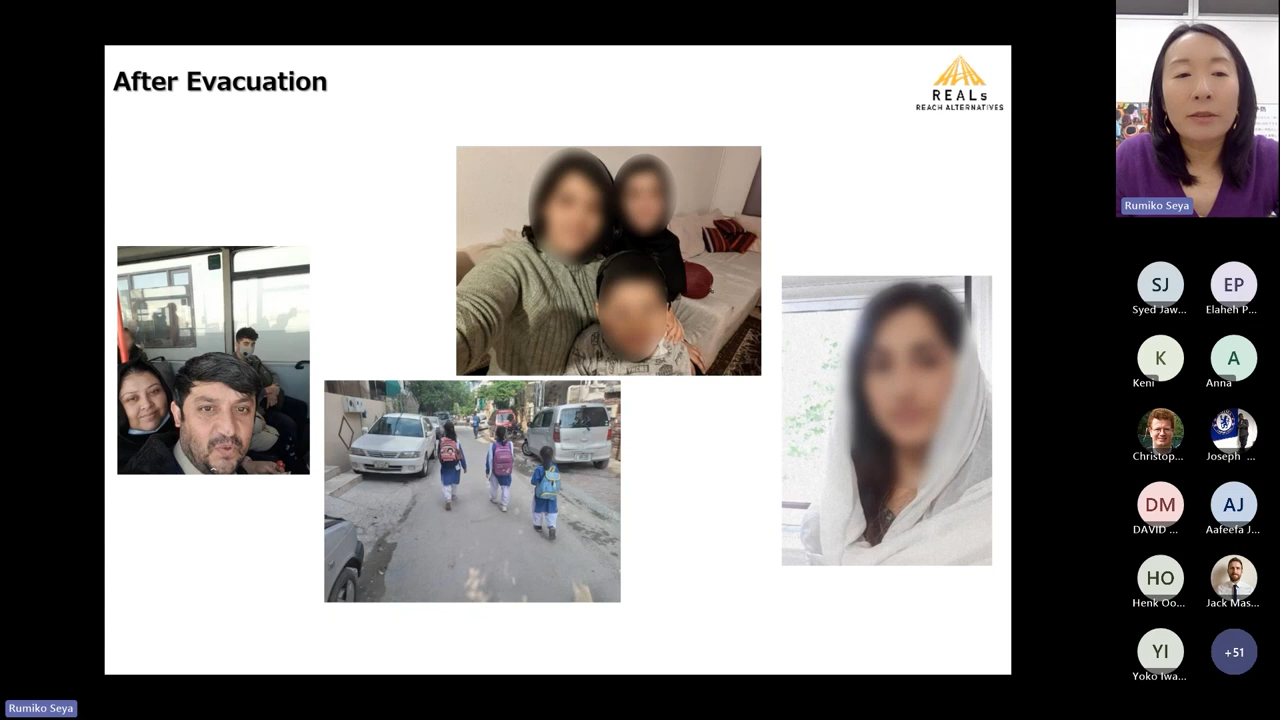 After Evacuation
REALs
REACH ALTERNATIVES
Rumiko Seya
SJ
Syed Jaw...
EP
Elaheh P...
K
Keni
A
Anna
Christop...
Joseph ...
DM
DAVID ...
AJ
Aafeefa J...
HO
Henk Oo...
Jack Mas...
YI
Yoko Iwa...
+51
Rumiko Seya